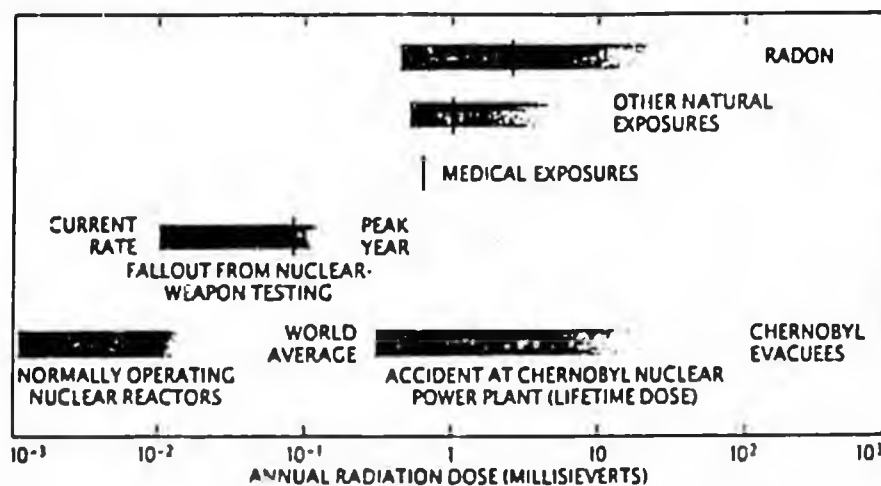 RADON
OTHER NATURAL
EXPOSURES
MEDICAL EXPOSURES
CURRENT
RATE
PEAK
YEAR
FALLOUT FROM NUCLEAR-
WEAPON TESTING
WORLD
AVERAGE
CHERNOBYL
EVACUEES
NORMALLY OPERATING
NUCLEAR REACTORS
ACCIDENT AT CHERNOBYL NUCLEAR
POWER PLANT (LIFETIME DOSE)
10⁻³ 10⁻² 10⁻¹ 1 10 10² 10³
ANNUAL RADIATION DOSE (MILLISIEVERTS)